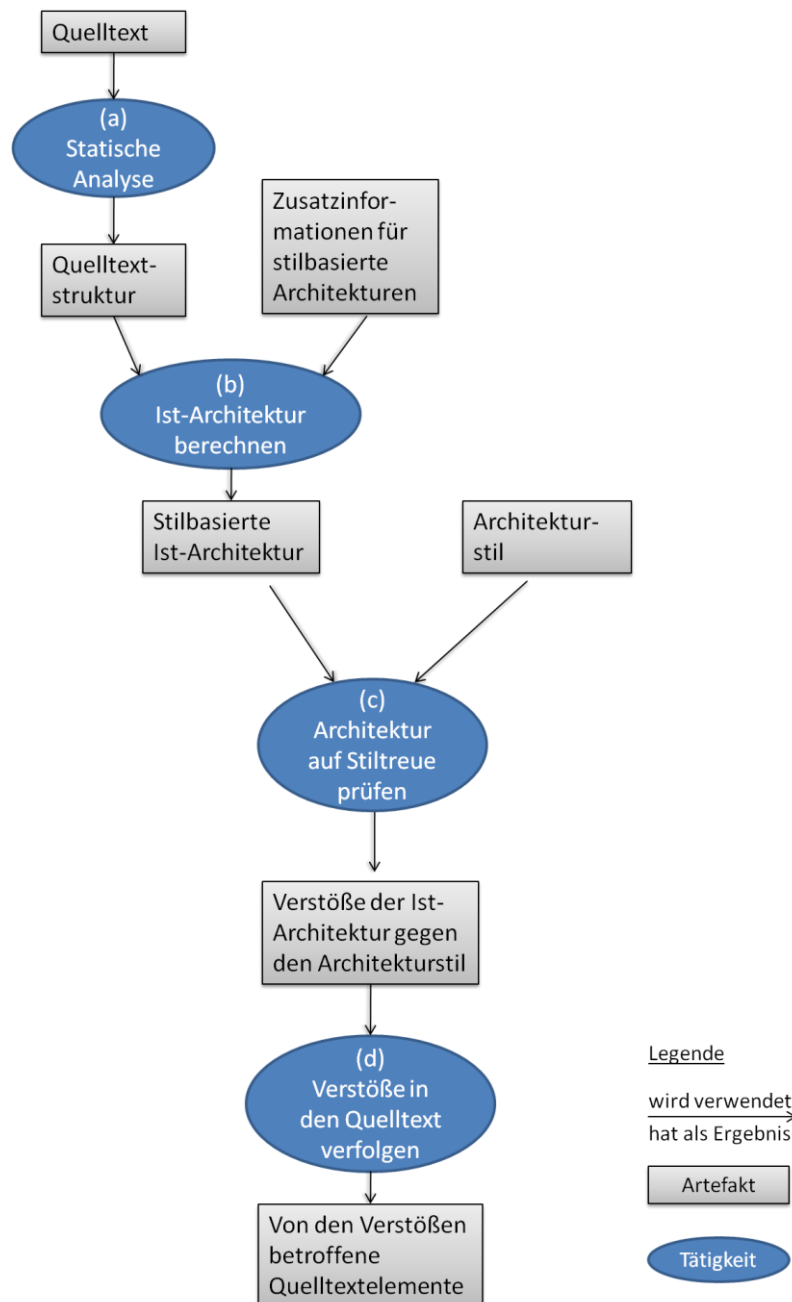 Quelltext
(a)
Statische
Analyse
Quelltext-
struktur
Zusatzinfor-
mationen für
stilbasierte
Architekturen
(b)
Ist-Architektur
berechnen
Stilbasierte
Ist-Architektur
Architektur-
stil
(c)
Architektur
auf Stiltreue
prüfen
Verstöße der Ist-
Architektur gegen
den Architekturstil
(d)
Verstöße in
den Quelltext
verfolgen
Von den Verstößen
betroffene
Quelltextelemente
Legende
wird verwendet
hat als Ergebnis
Artefakt
Tätigkeit